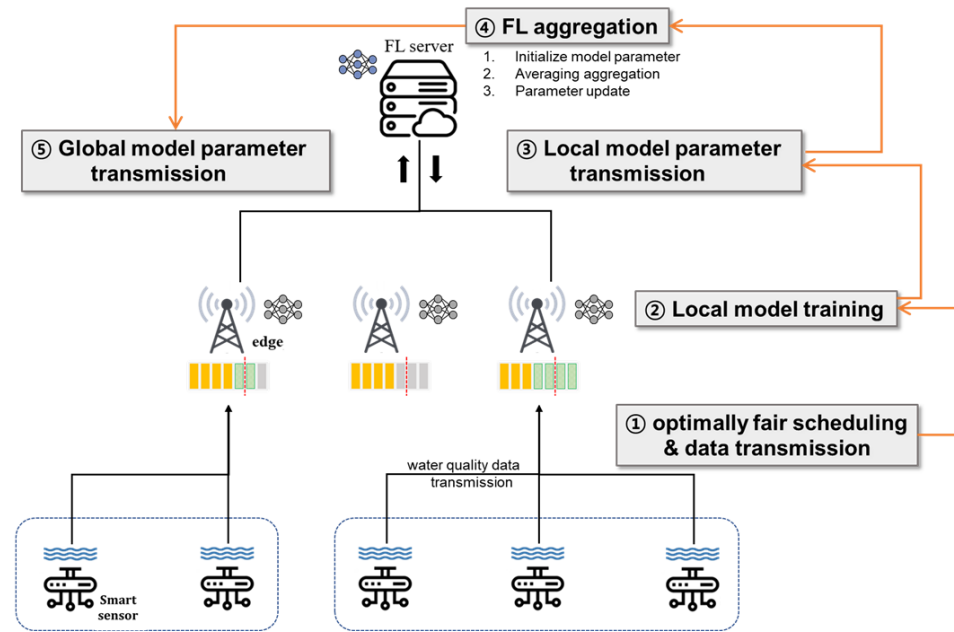 ④ FL aggregation
FL server
1. Initialize model parameter
2. Averaging aggregation
3. Parameter update
⑤ Global model parameter
transmission
③ Local model parameter
transmission
② Local model training
edge
① optimally fair scheduling
& data transmission
water quality data
transmission
Smart
sensor